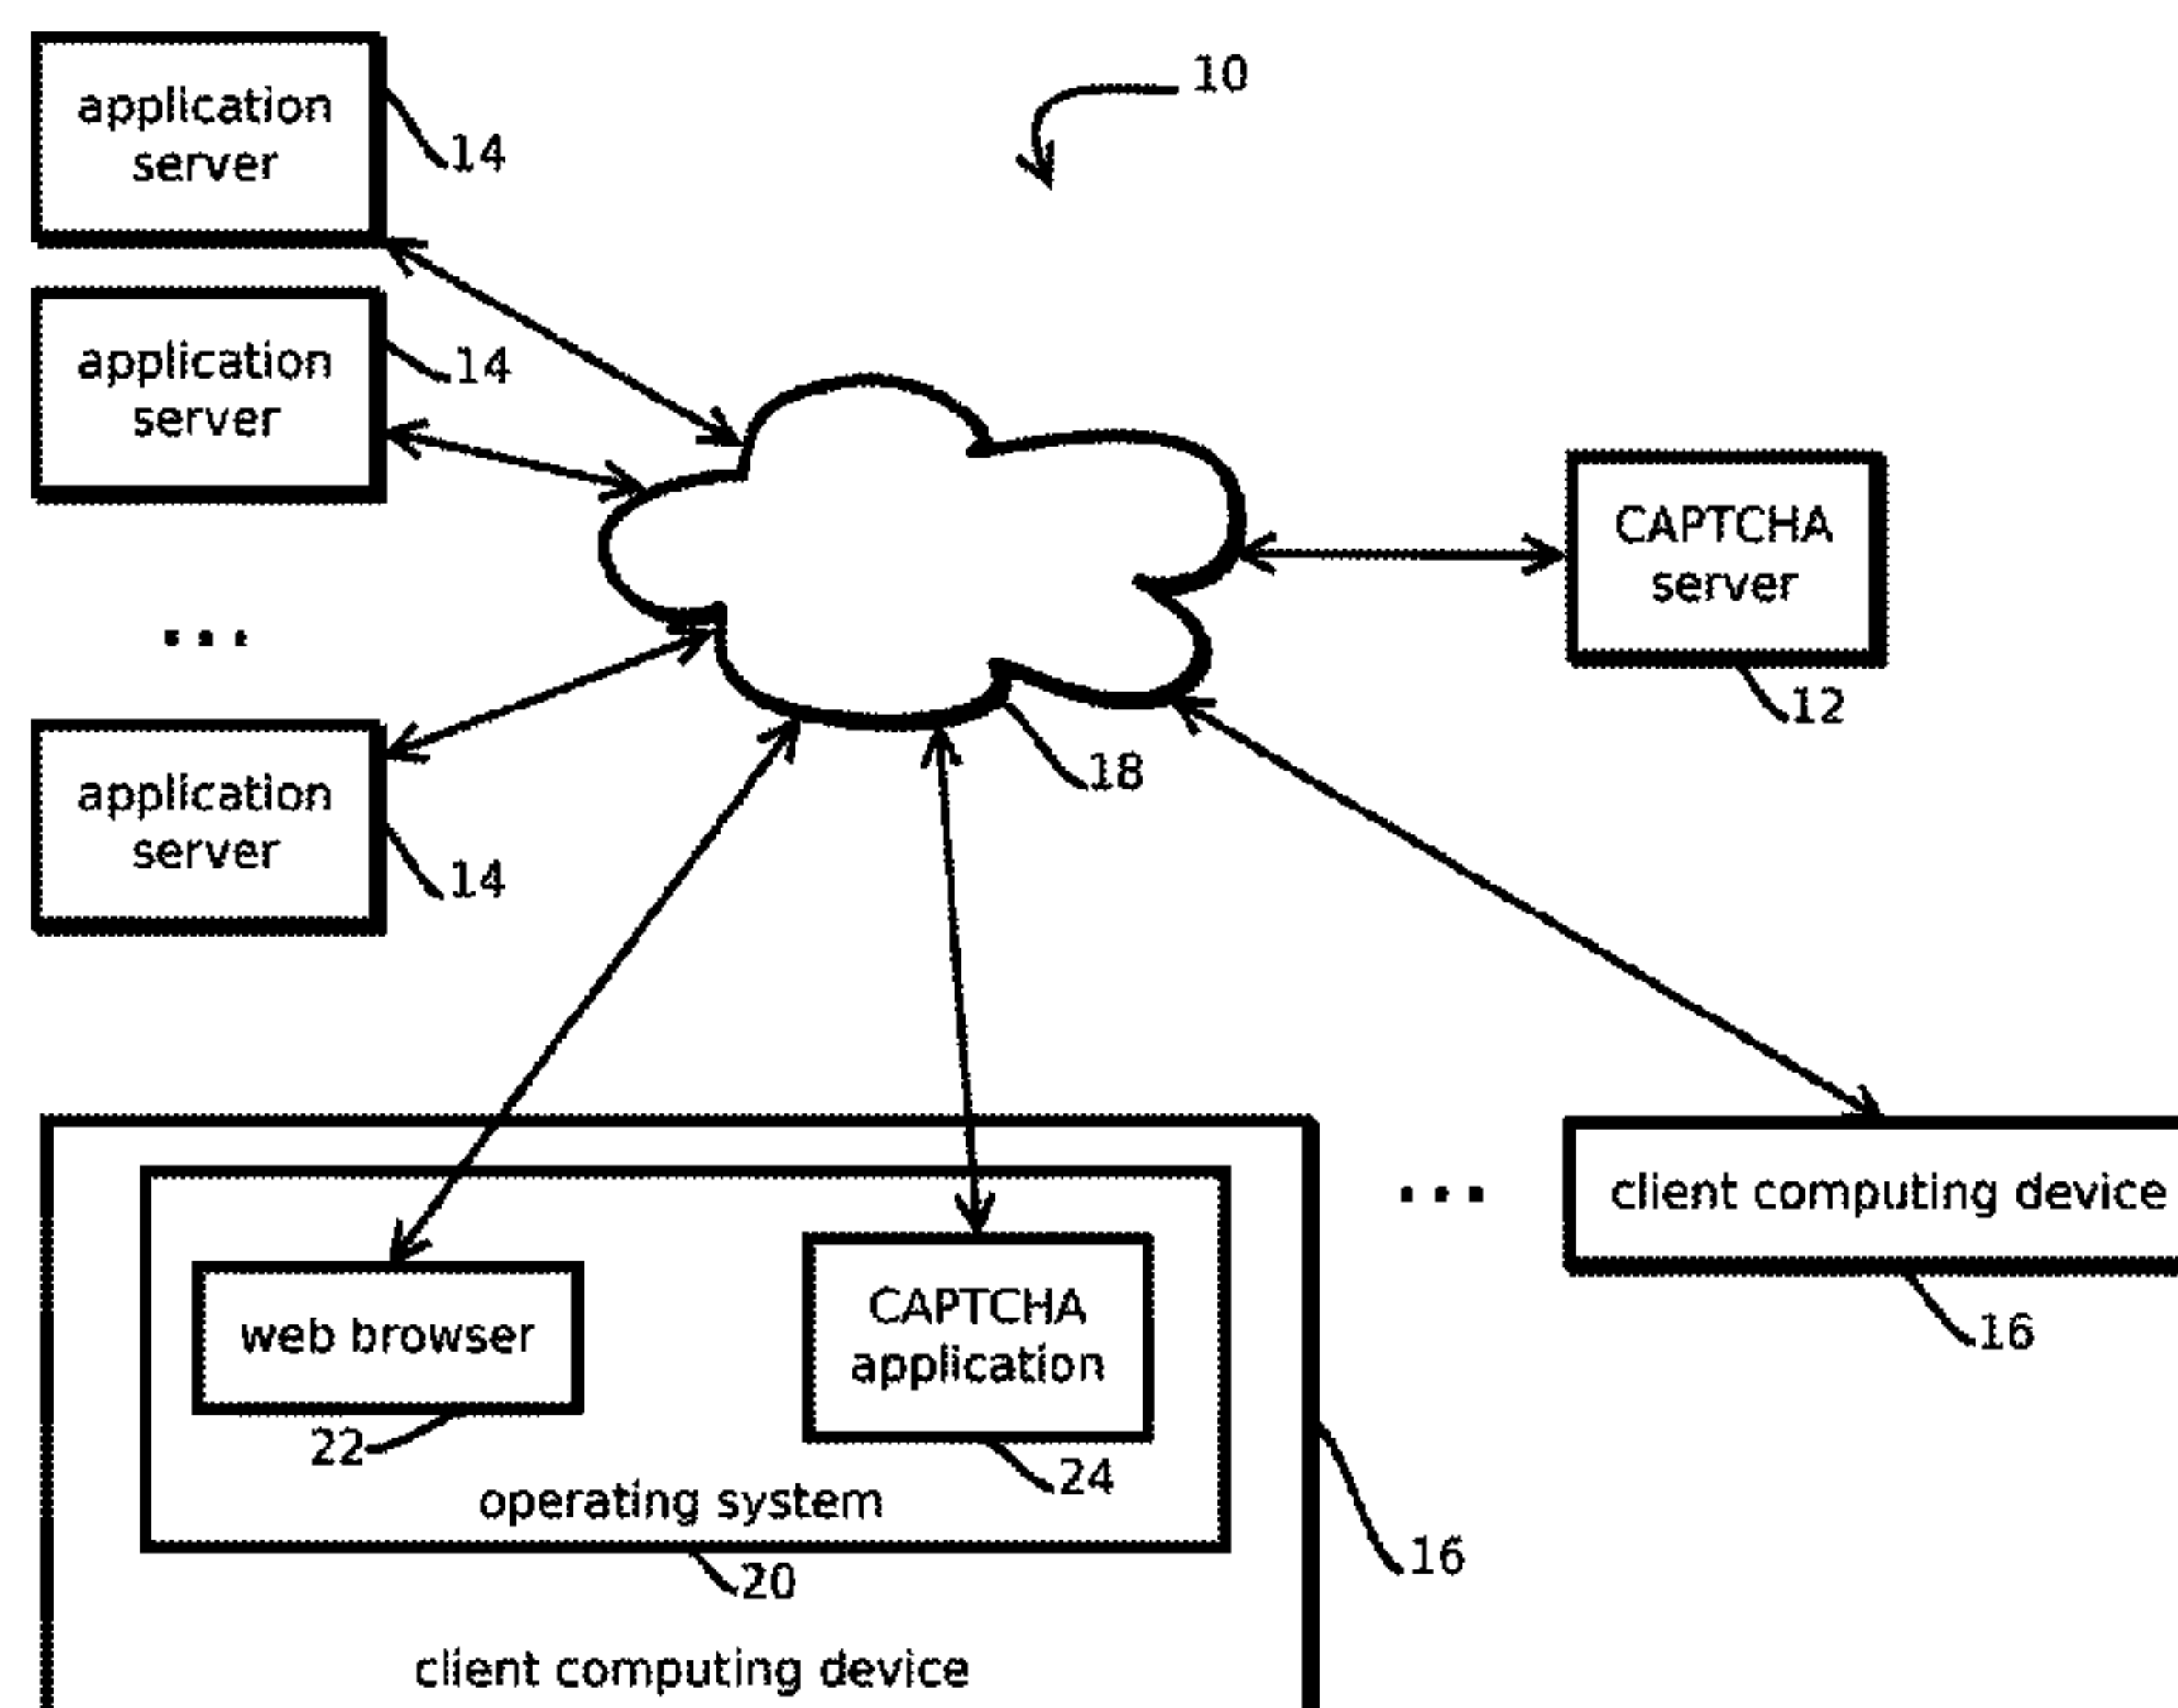 application
server
14
10
application
server
14
CAPTCHA
server
12
...
18
application
server
14
...
client computing device
16
web browser
22
CAPTCHA
application
24
operating system
20
16
client computing device